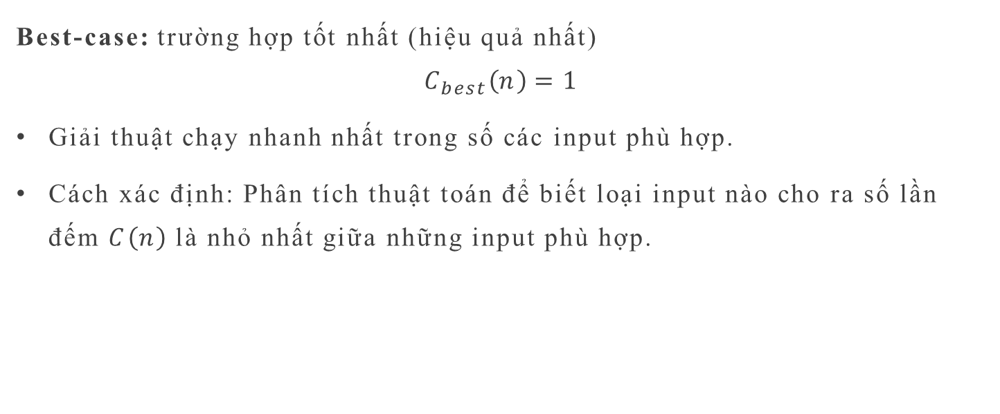 Best-case: trường hợp tốt nhất (hiệu quả nhất)
C_best(n) = 1
• Giải thuật chạy nhanh nhất trong số các input phù hợp.
• Cách xác định: Phân tích thuật toán để biết loại input nào cho ra số lần
đếm C(n) là nhỏ nhất giữa những input phù hợp.